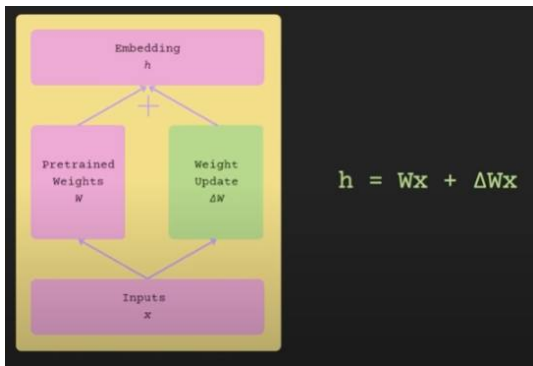 Embedding
h
+
Pretrained
Weights
W
Weight
Update
ΔW
h = Wx + ΔWx
Inputs
x